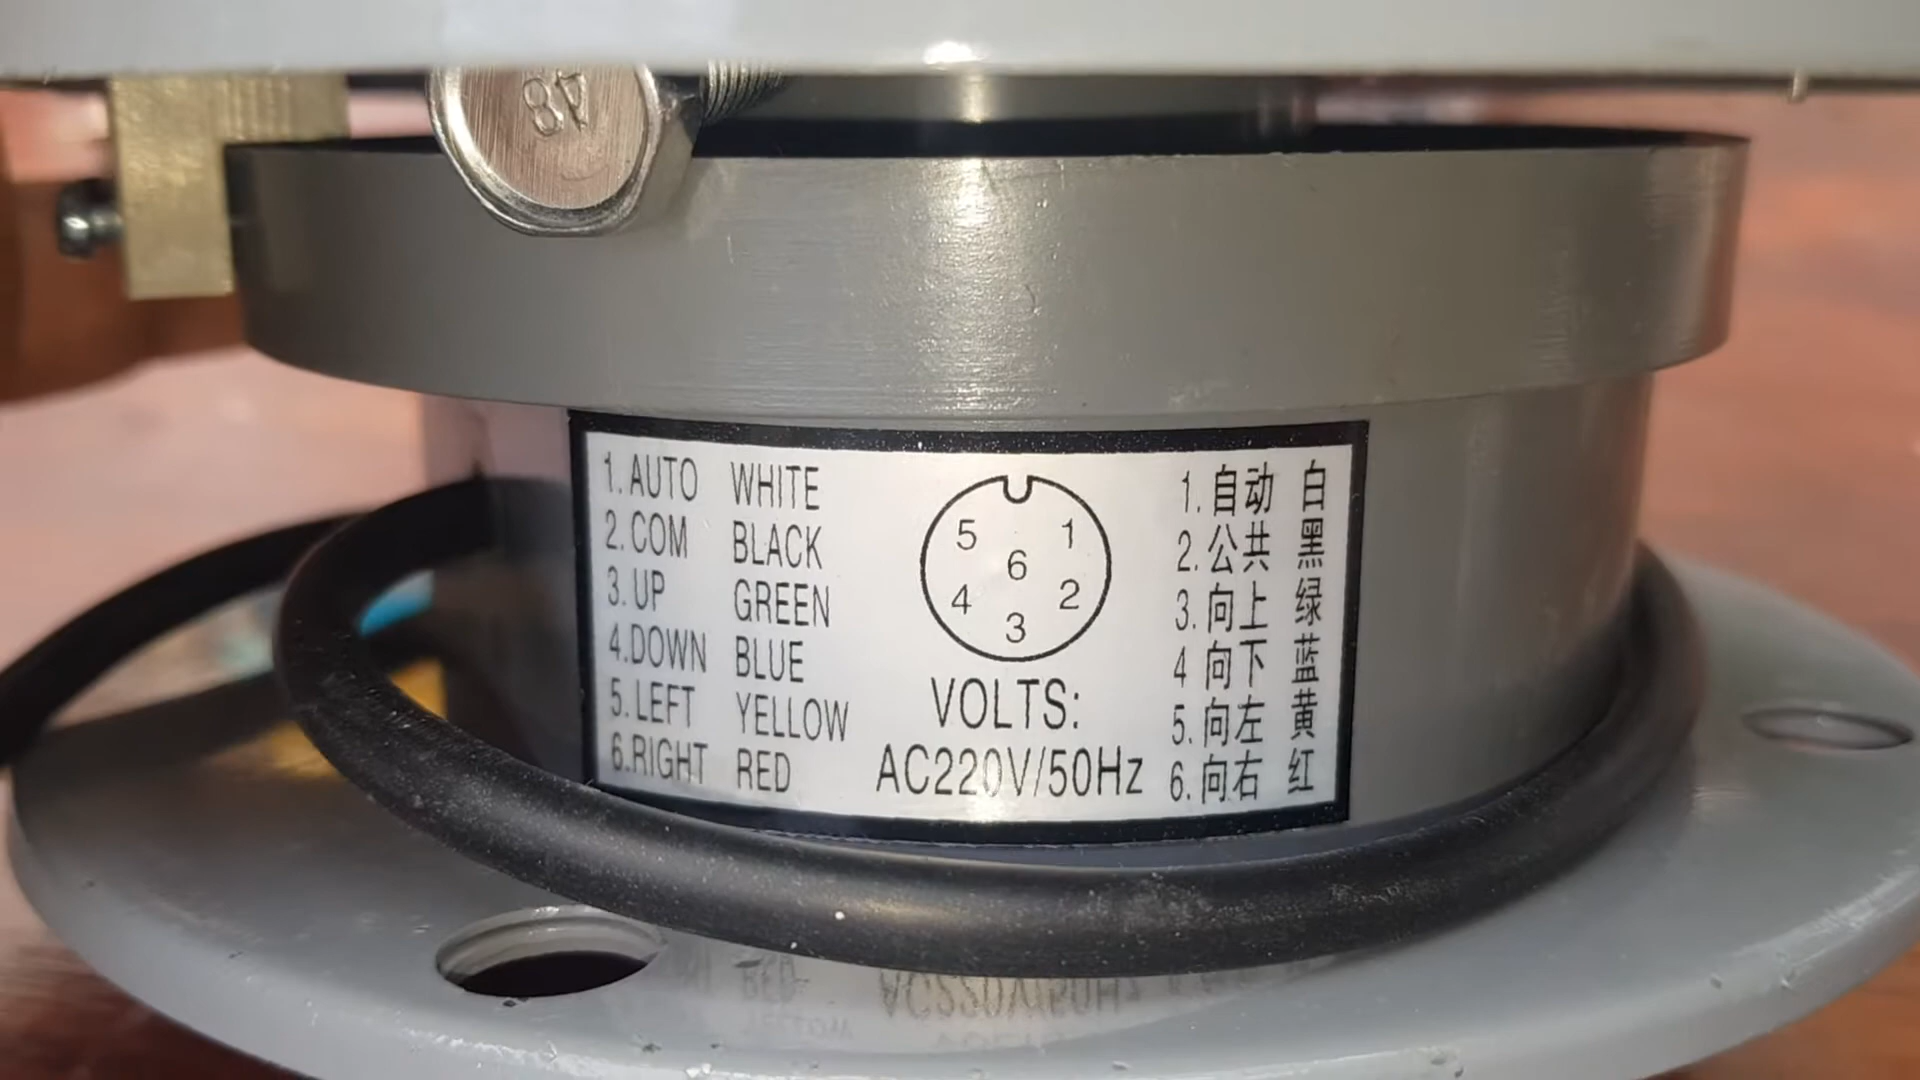 48
1. AUTO WHITE
2. COM BLACK
3. UP GREEN
4. DOWN BLUE
5. LEFT YELLOW
6. RIGHT RED
5 1
6
4 2
3
VOLTS:
AC220V/50Hz
1. 自动 白
2. 公共 黑
3. 向上 绿
4 向下 蓝
5. 向左 黄
6. 向右 红